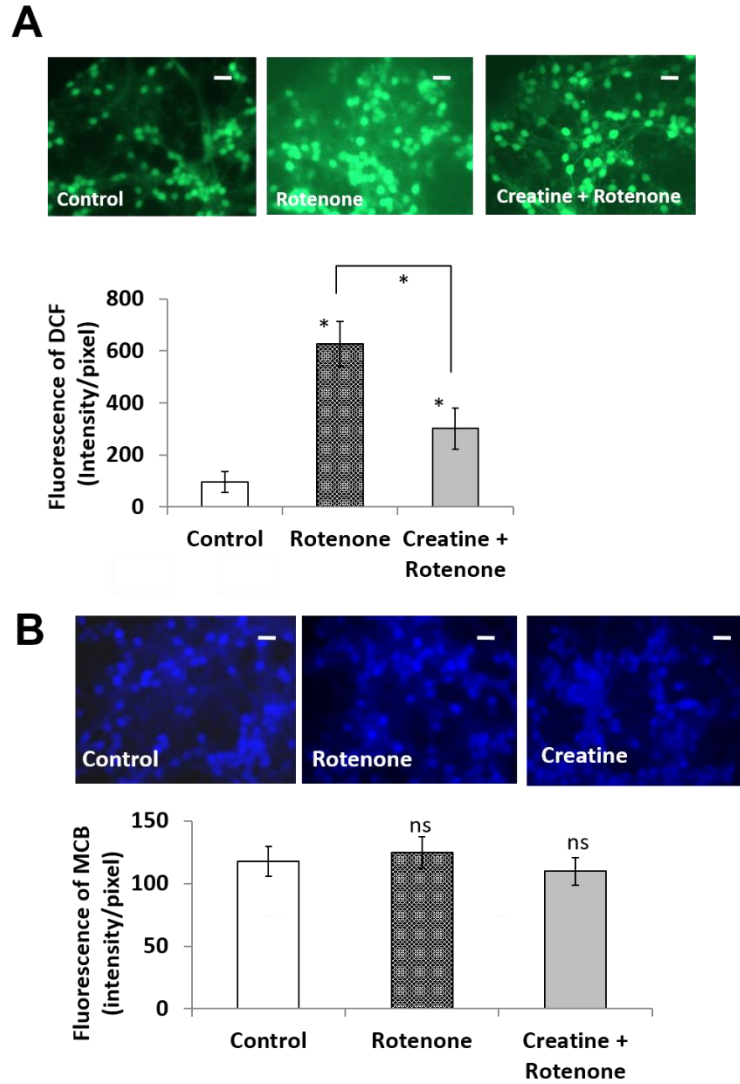 A
Control
Rotenone
Creatine + Rotenone
Fluorescence of DCF
(Intensity/pixel)
800
600
400
200
0
*
*
*
Control
Rotenone
Creatine +
Rotenone
B
Control
Rotenone
Creatine
Fluorescence of MCB
(intensity/pixel)
150
100
50
0
ns
ns
Control
Rotenone
Creatine +
Rotenone